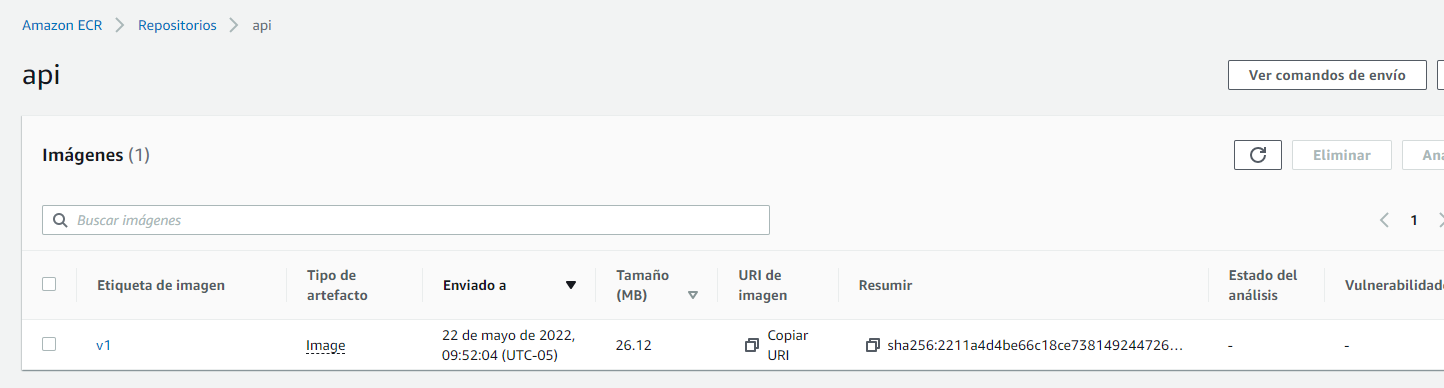 Amazon ECR > Repositorios > api
api
Ver comandos de envío
Imágenes (1)
Eliminar
Buscar imágenes
1
Etiqueta de imagen
Tipo de
artefacto
Enviado a
Tamaño
(MB)
URI de
imagen
Resumir
Estado del
análisis
Vulnerabilidade
v1
Image
22 de mayo de 2022,
09:52:04 (UTC-05)
26.12
Copiar
URI
sha256:2211a4d4be66c18ce738149244726...
-
-